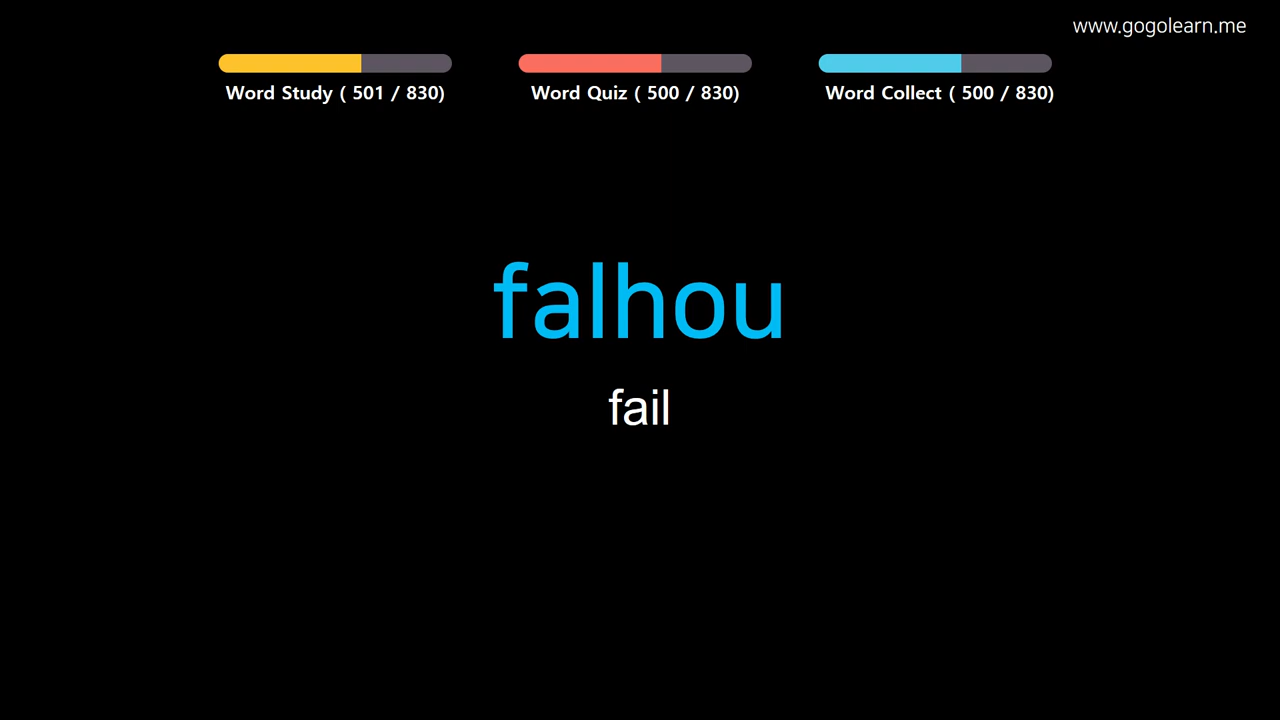 www.gogolearn.me
Word Study ( 501 / 830)
Word Quiz ( 500 / 830)
Word Collect ( 500 / 830)
falhou
fail